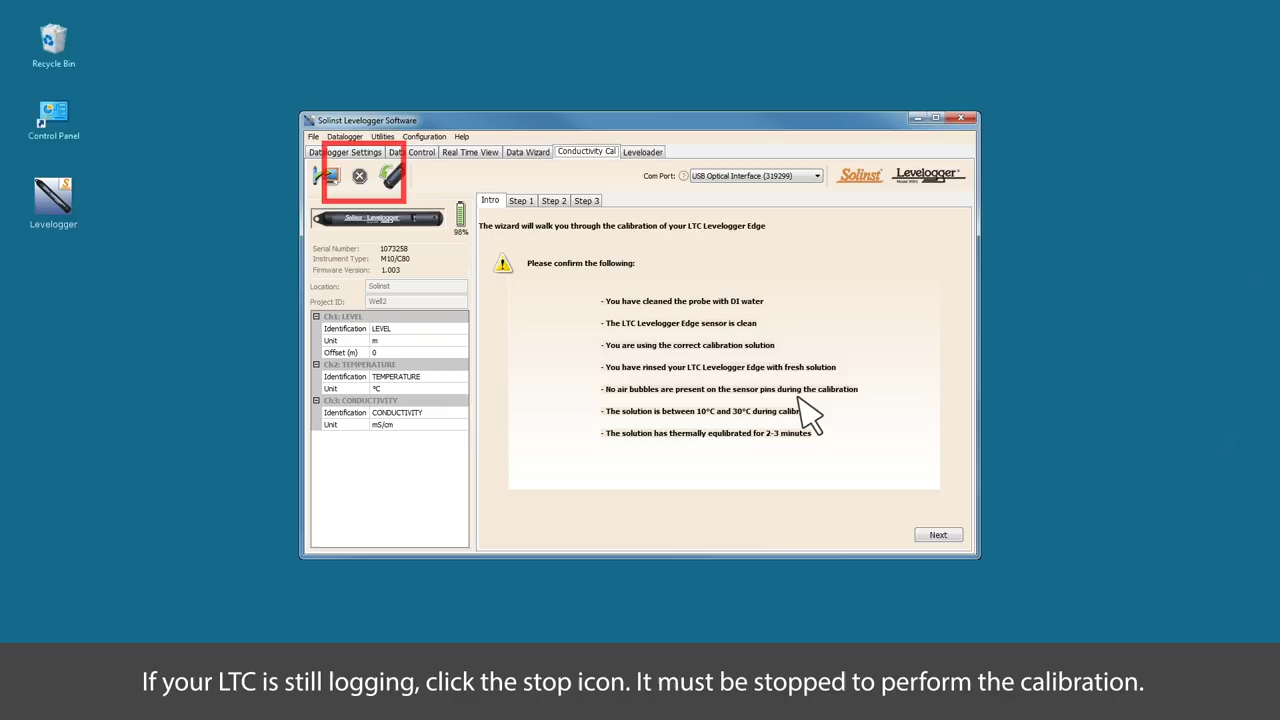 Recycle Bin
Control Panel
Levelogger
Solinst Levelogger Software
File Datalogger Utilities Configuration Help
Datalogger Settings Data Control Real Time View Data Wizard Conductivity Cal Leveloader
Com Port: ? USB Optical Interface (319299) Solinst Levelogger
Solinst Levelogger
98%
Serial Number: 1073258
Instrument Type: M10/C80
Firmware Version: 1.003
Location: Solinst
Project ID: Well2
Ch1: LEVEL
Identification LEVEL
Unit m
Offset (m) 0
Ch2: TEMPERATURE
Identification TEMPERATURE
Unit °C
Ch3: CONDUCTIVITY
Identification CONDUCTIVITY
Unit mS/cm
Intro Step 1 Step 2 Step 3
The wizard will walk you through the calibration of your LTC Levelogger Edge
Please confirm the following:
- You have cleaned the probe with DI water
- The LTC Levelogger Edge sensor is clean
- You are using the correct calibration solution
- You have rinsed your LTC Levelogger Edge with fresh solution
- No air bubbles are present on the sensor pins during the calibration
- The solution is between 10°C and 30°C during calibr
- The solution has thermally equlibrated for 2-3 minutes
Next
If your LTC is still logging, click the stop icon. It must be stopped to perform the calibration.